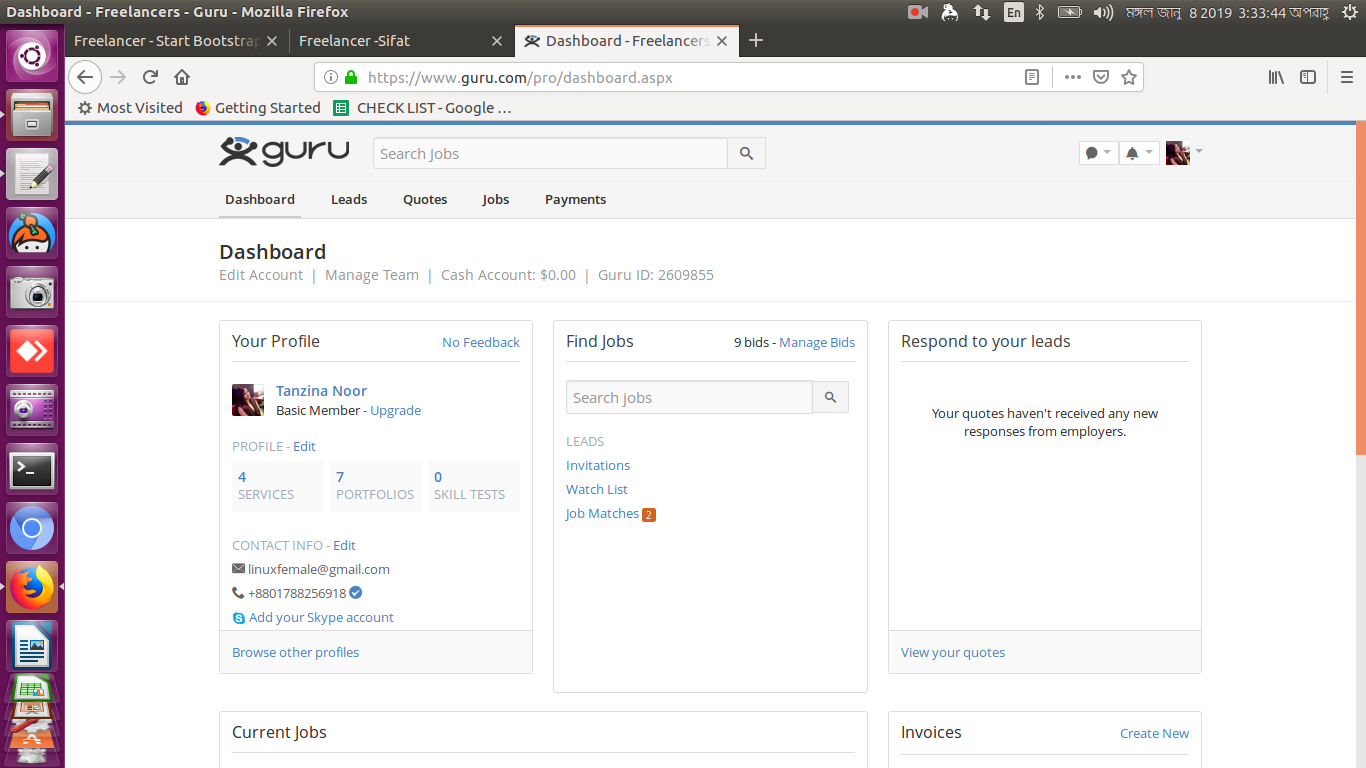 Dashboard - Freelancers - Guru - Mozilla Firefox
En
মঙ্গল জানু 8 2019 3:33:44 অপরাহ্ণ
Freelancer - Start Bootstrap
Freelancer -Sifat
Dashboard - Freelancers
https://www.guru.com/pro/dashboard.aspx
Most Visited
Getting Started
CHECK LIST - Google …
guru
Search Jobs
Dashboard
Leads
Quotes
Jobs
Payments
Dashboard
Edit Account | Manage Team | Cash Account: $0.00 | Guru ID: 2609855
Your Profile
No Feedback
Tanzina Noor
Basic Member - Upgrade
PROFILE - Edit
4
SERVICES
7
PORTFOLIOS
0
SKILL TESTS
CONTACT INFO - Edit
linuxfemale@gmail.com
+8801788256918
Add your Skype account
Browse other profiles
Find Jobs
9 bids - Manage Bids
Search jobs
LEADS
Invitations
Watch List
Job Matches 2
Respond to your leads
Your quotes haven't received any new
responses from employers.
View your quotes
Current Jobs
Invoices
Create New